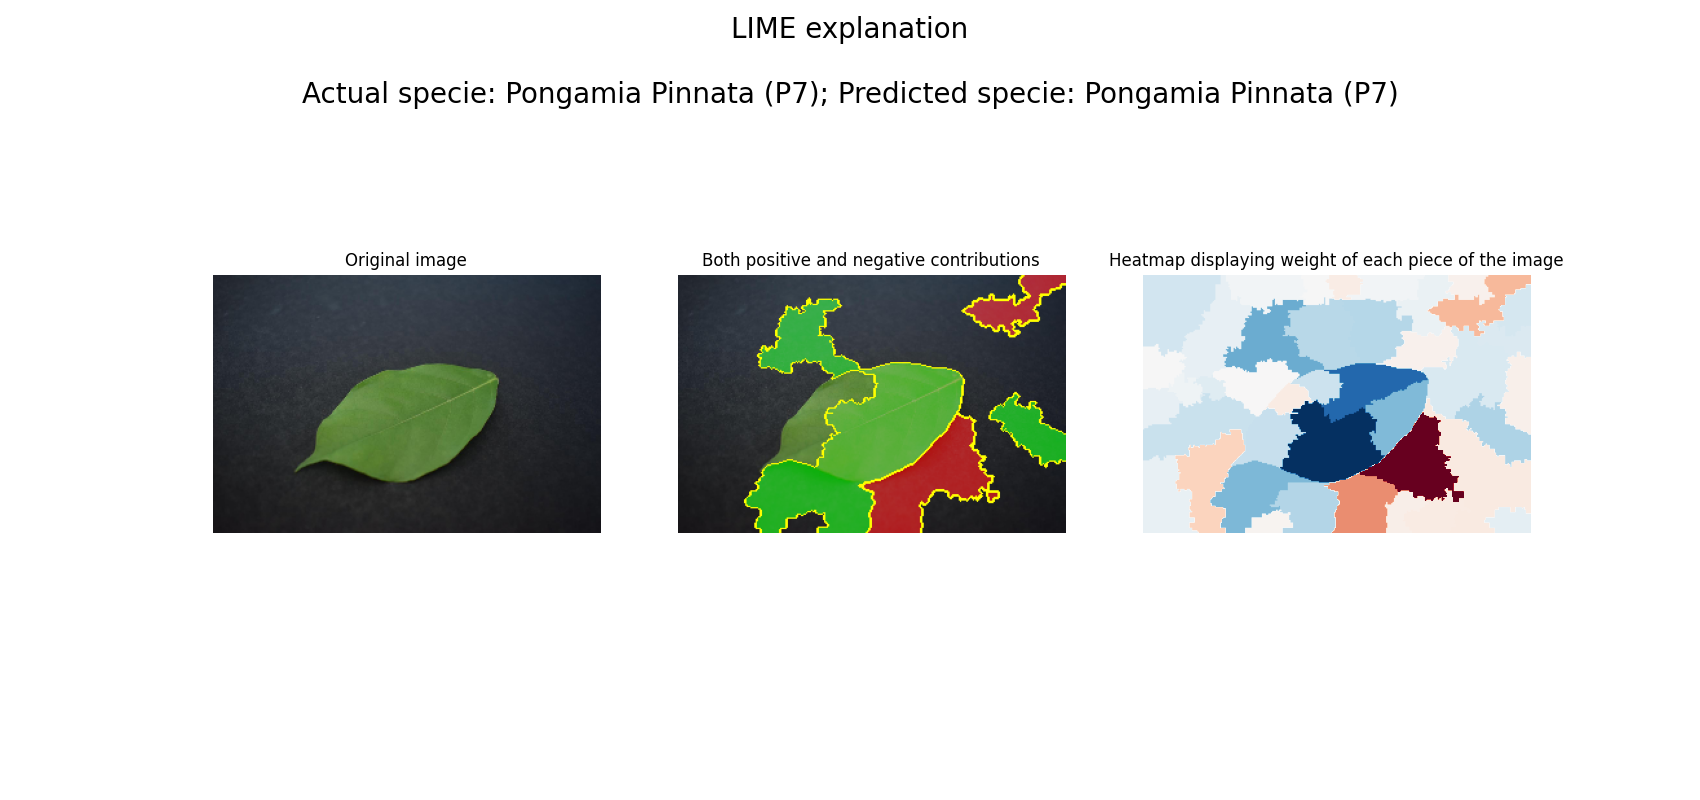 LIME explanation
Actual specie: Pongamia Pinnata (P7); Predicted specie: Pongamia Pinnata (P7)
Original image
Both positive and negative contributions
Heatmap displaying weight of each piece of the image